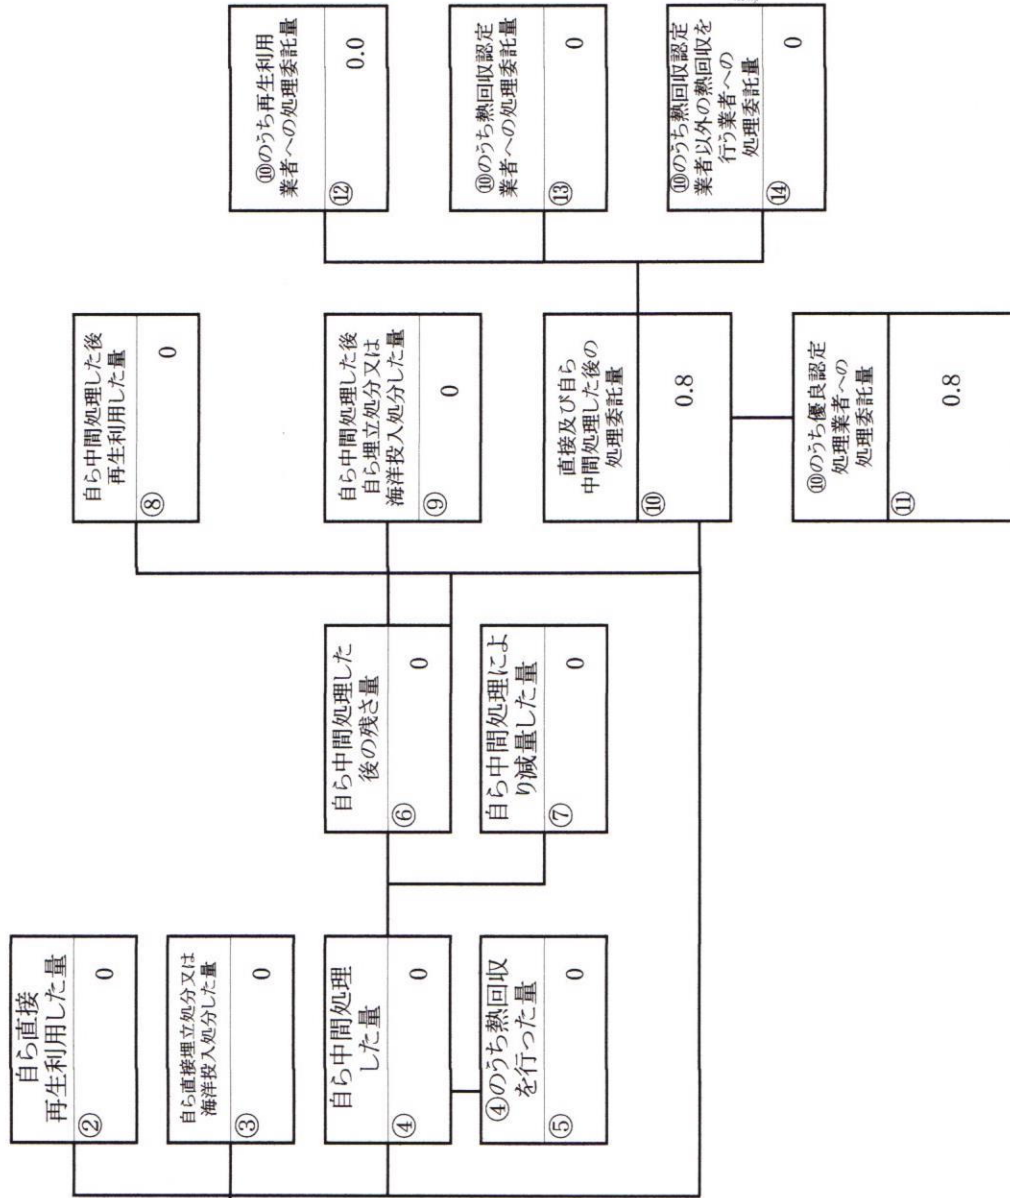 自ら直接
再生利用した量
②
0
自ら直接埋立処分又は
海洋投入処分した量
③
0
自ら中間処理
した量
④
0
④のうち熱回収
を行った量
⑤
0
自ら中間処理した
後の残さ量
⑥
0
自ら中間処理によ
り減量した量
⑦
0
自ら中間処理した後
再生利用した量
⑧
0
自ら中間処理した後
自ら埋立処分又は
海洋投入処分した量
⑨
0
直接及び自ら
中間処理した後の
処理委託量
⑩
0.8
⑩のうち優良認定
処理業者への
処理委託量
⑪
0.8
⑩のうち再生利用
業者への処理委託量
⑫
0.0
⑩のうち熱回収認定
業者への処理委託量
⑬
0
⑩のうち熱回収認定
業者以外の熱回収を
行う業者への
処理委託量
⑭
0